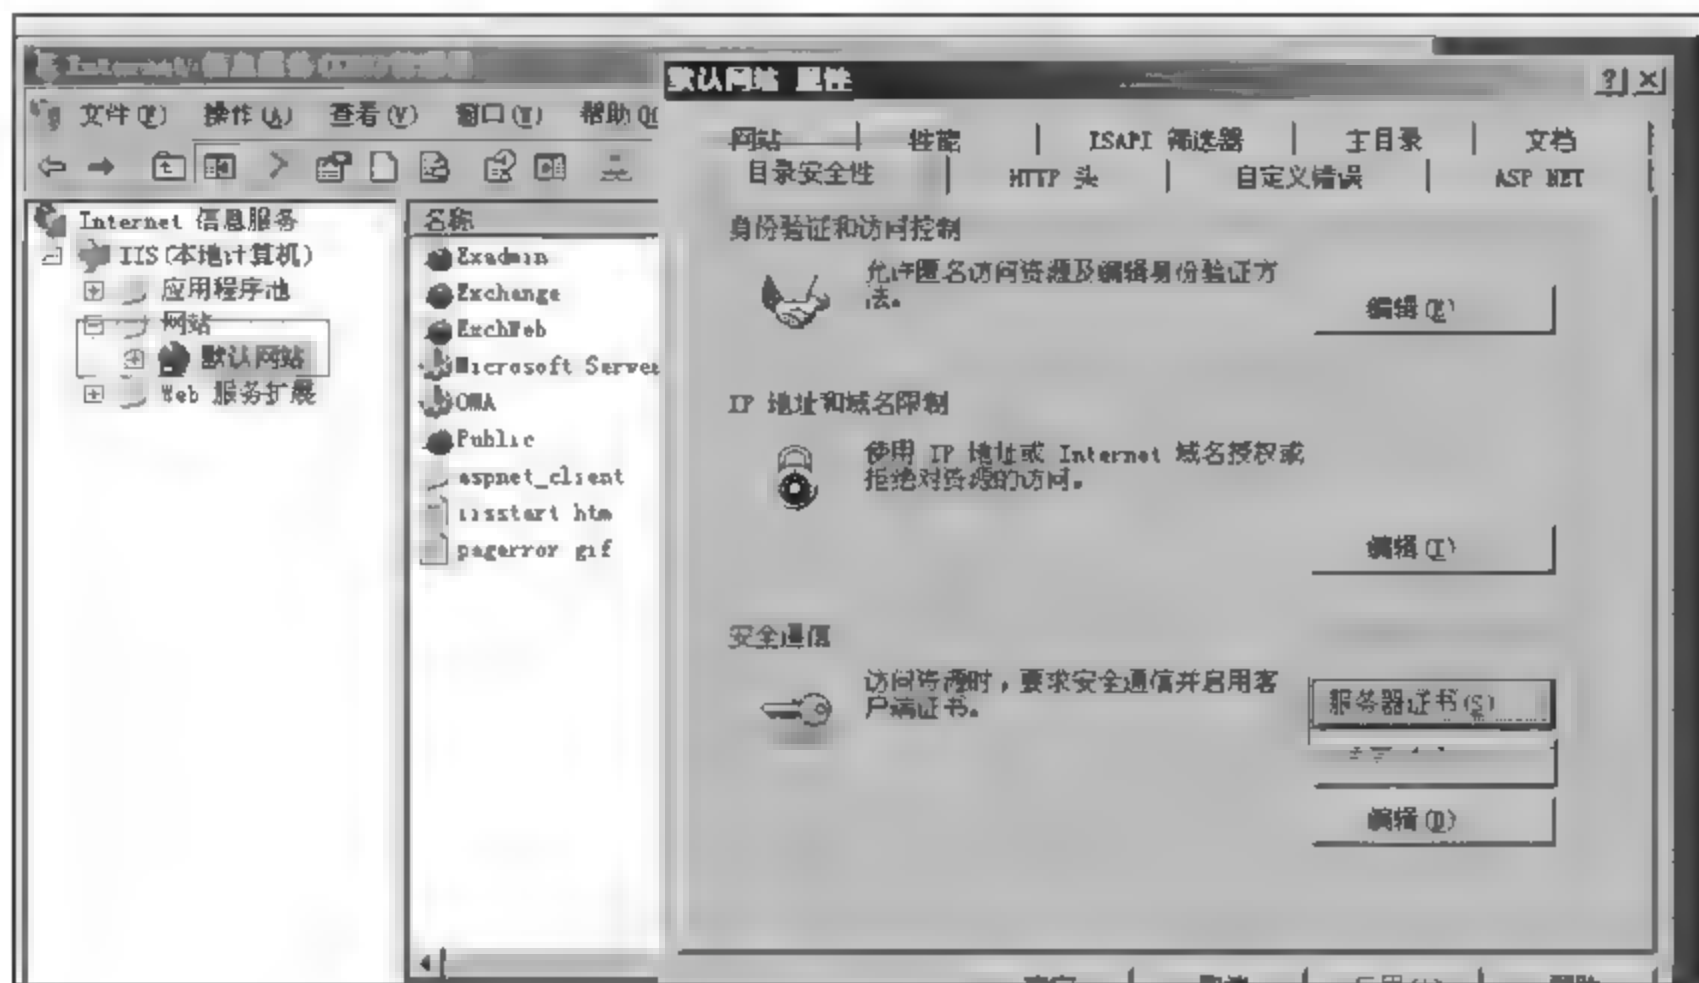 Internet 信息服务
文件(F) 操作(A) 查看(V) 窗口(W) 帮助
Internet 信息服务
IIS(本地计算机)
应用程序池
网站
默认网站
Web 服务扩展
名称
Exadmin
Exchange
ExchWeb
Microsoft Server
OMA
Public
aspnet_client
iisstart htm
pagerror gif
默认网站 属性
网站 性能 ISAPI 筛选器 主目录 文档
目录安全性 HTTP 头 自定义错误 ASP NET
身份验证和访问控制
允许匿名访问资源及编辑身份验证方
法。
编辑(E)
IP 地址和域名限制
使用 IP 地址或 Internet 域名授权或
拒绝对资源的访问。
编辑(I)
安全通信
访问资源时，要求安全通信并启用客
户端证书。
服务器证书(S)
编辑(D)